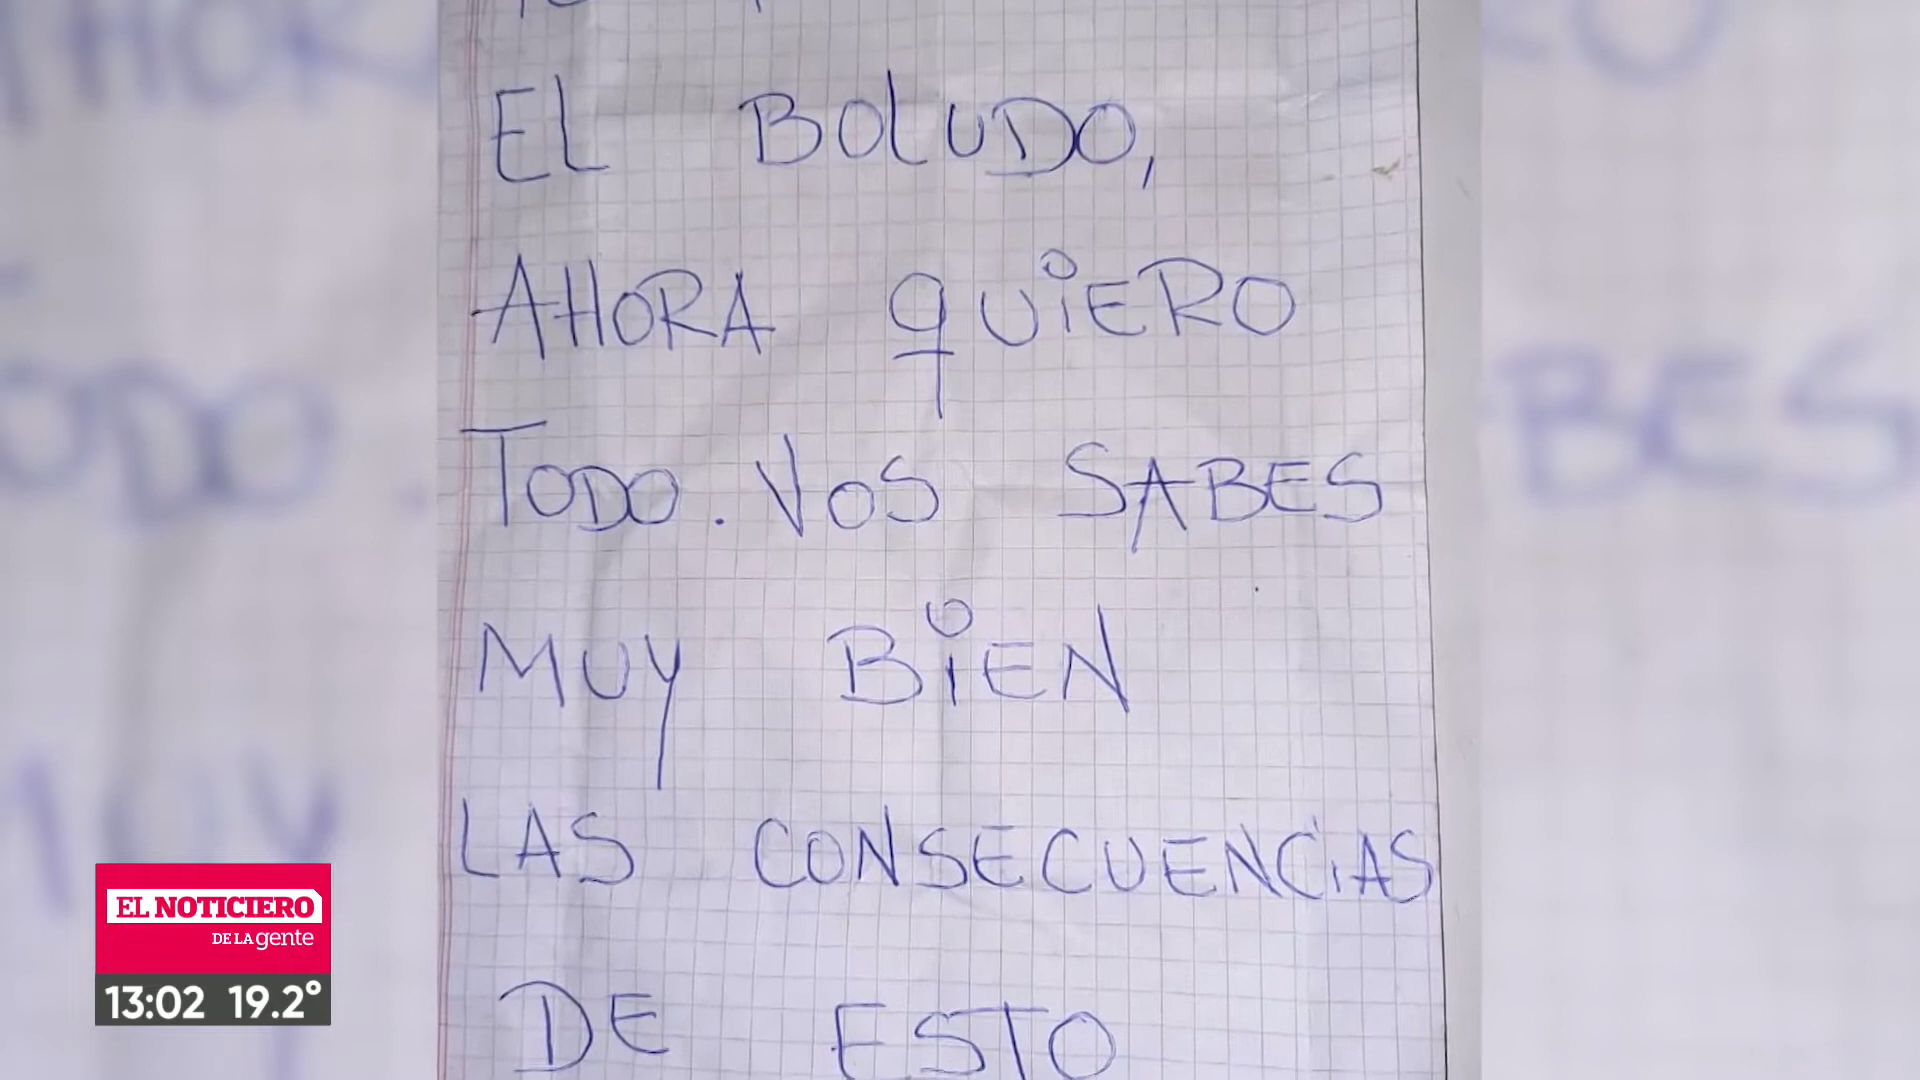 EL BOLUDO,
AHORA QUIERO
TODO. VOS SABES
MUY BIEN
LAS CONSECUENCIAS
DE ESTO
EL NOTICIERO
DE LA gente
13:02 19.2°